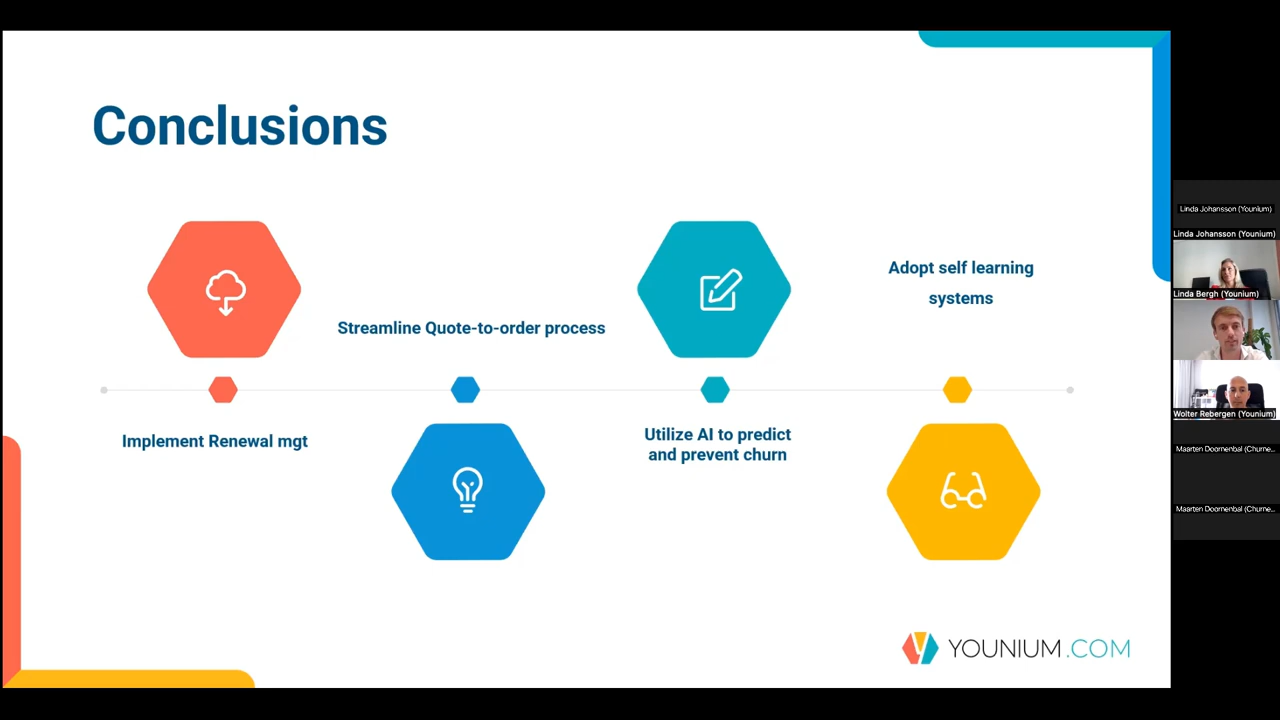 Conclusions
Implement Renewal mgt
Streamline Quote-to-order process
Utilize AI to predict
and prevent churn
Adopt self learning
systems
YOUNIUM.COM
Linda Johansson (Younium)
Linda Johansson (Younium)
Linda Bergh (Younium)
Wolter Rebergen (Younium)
Maarten Doornenbal (Churne...
Maarten Doornenbal (Churne...